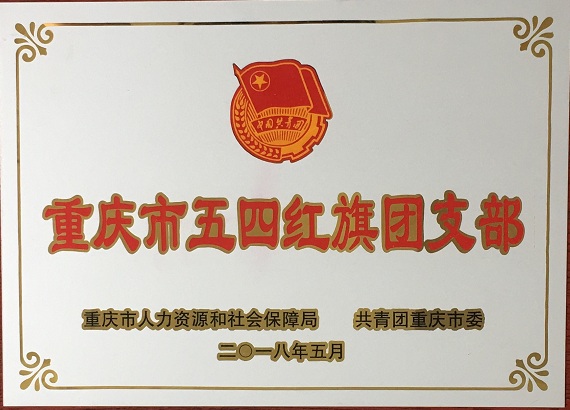 中国共青团
重庆市五四红旗团支部
重庆市人力资源和社会保障局 共青团重庆市委
二〇一八年五月